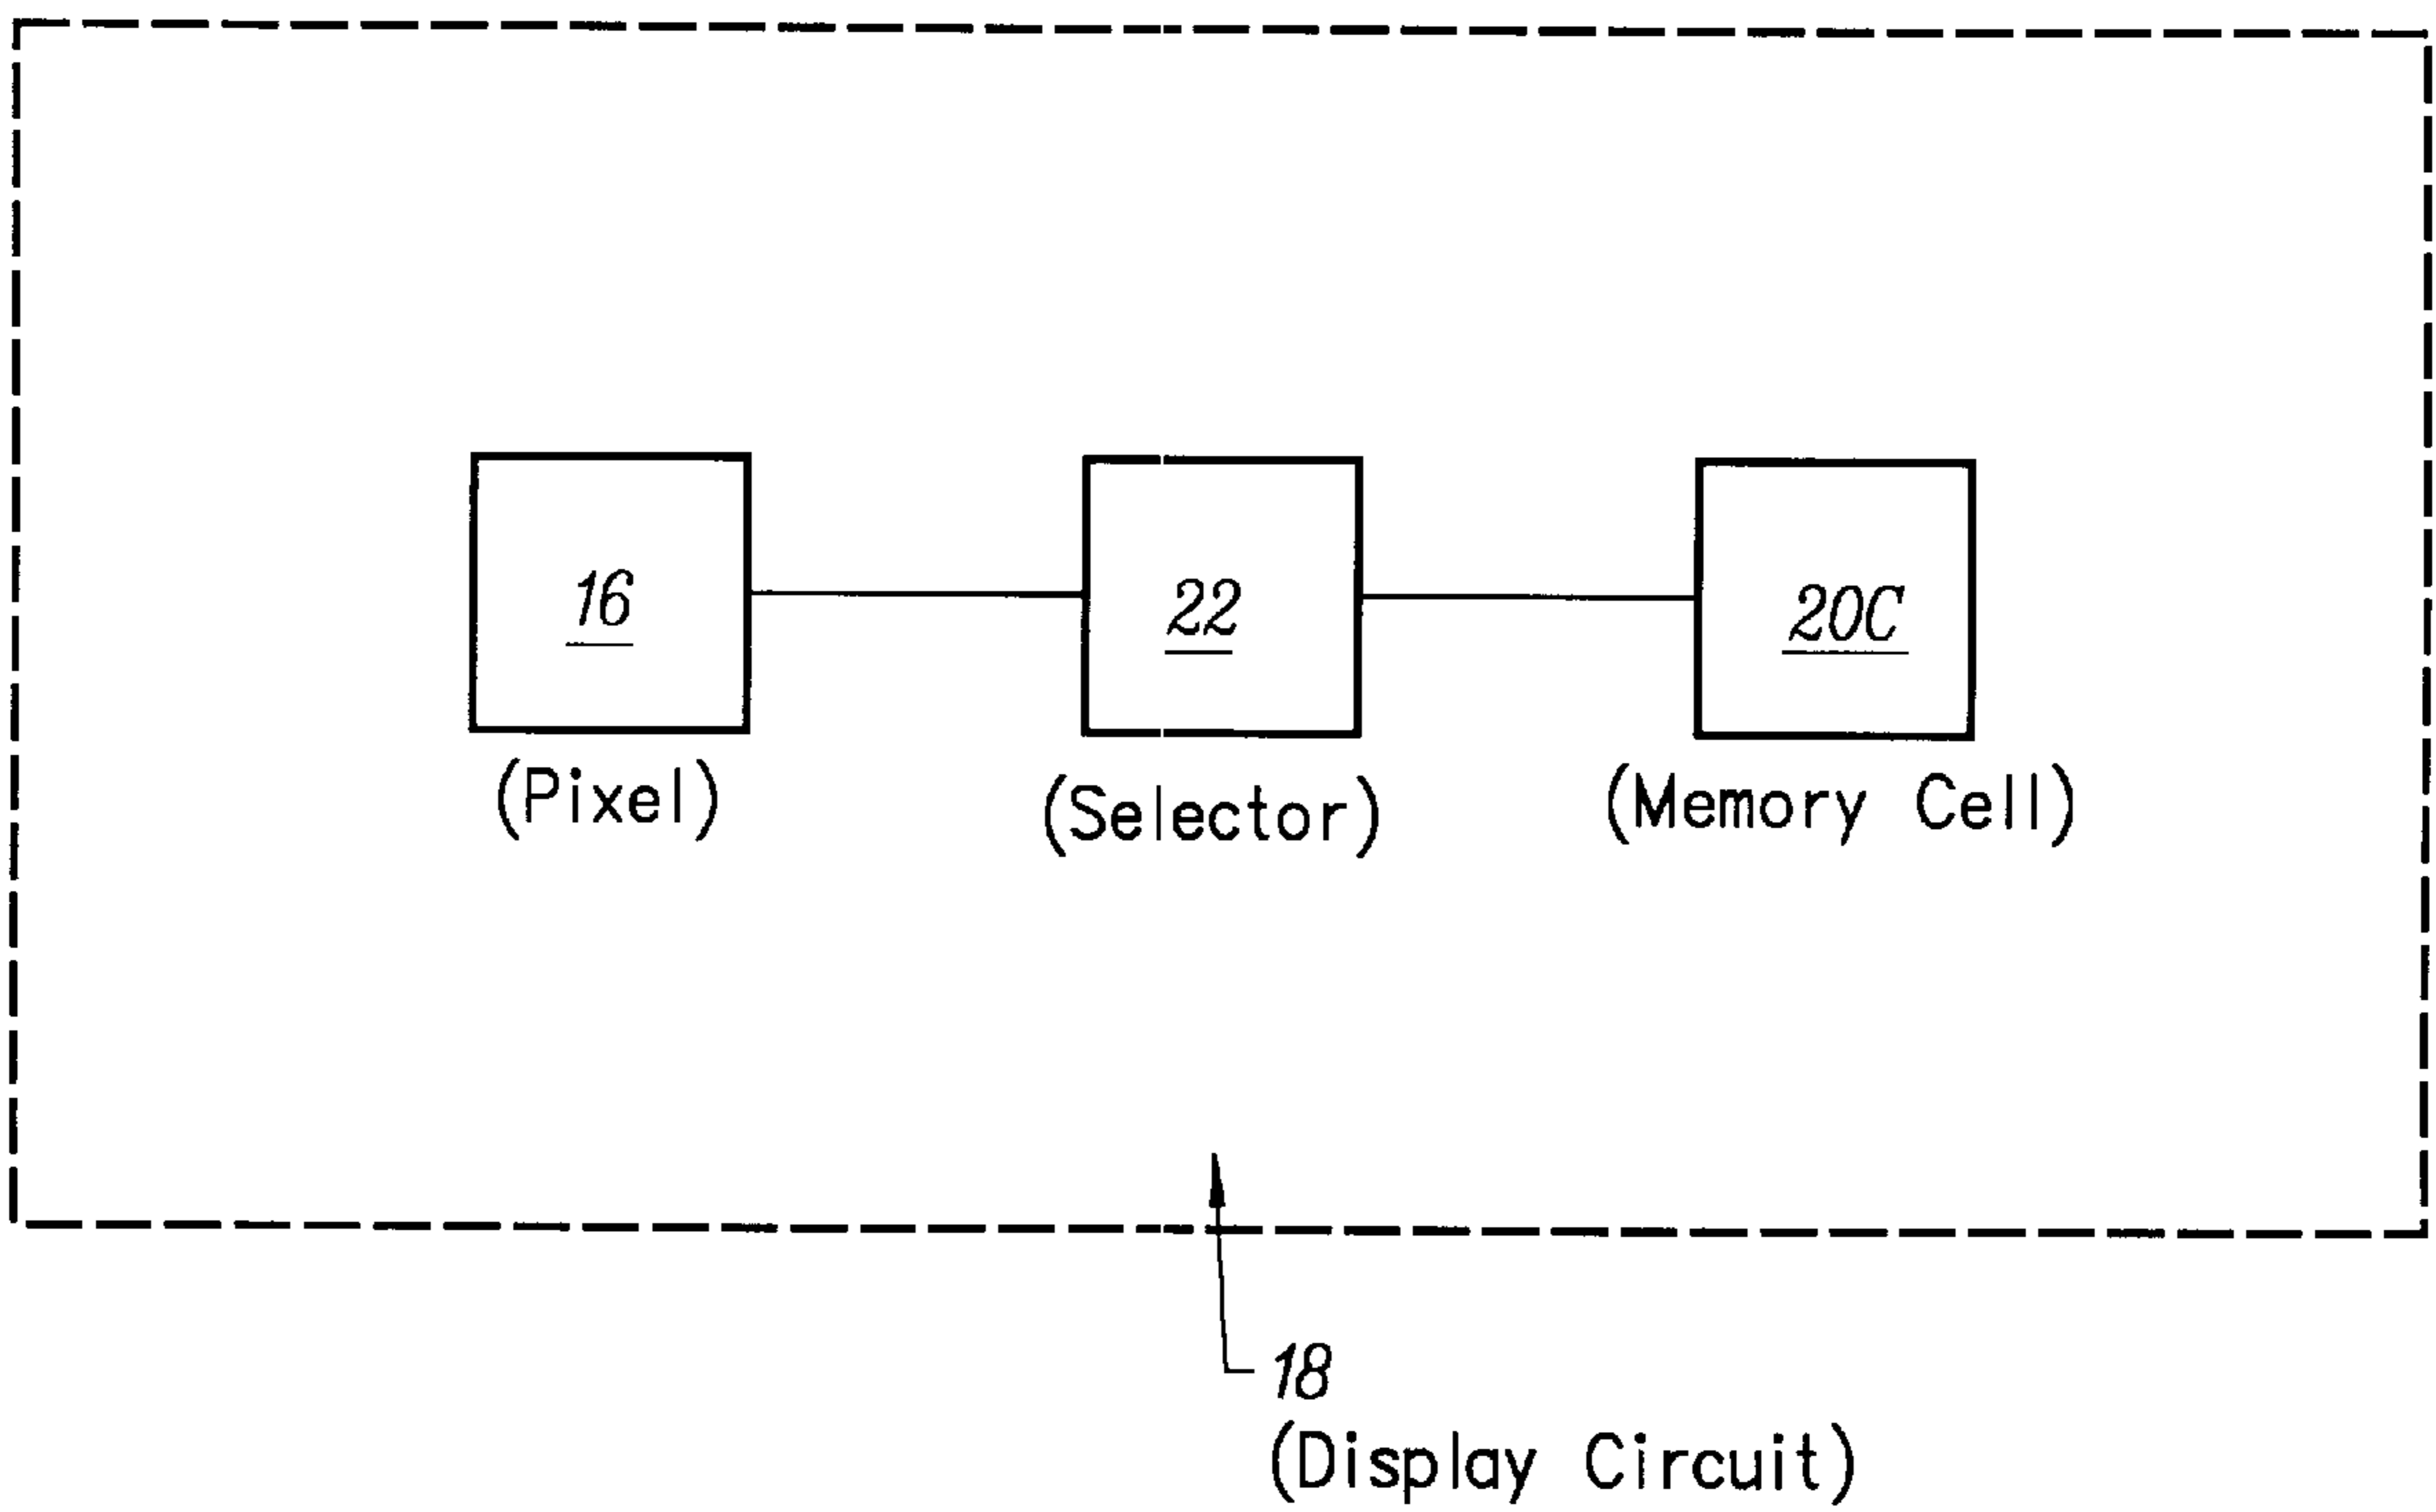 16 22 20C
(Pixel) (Selector) (Memory Cell)
18
(Display Circuit)